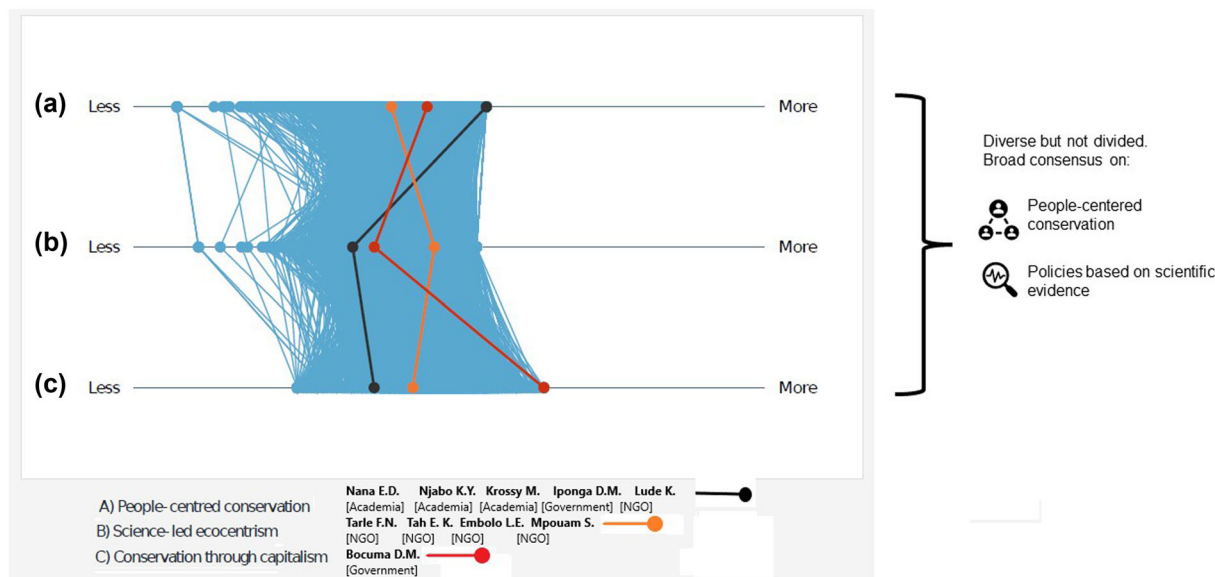 (a) Less More
Diverse but not divided.
Broad consensus on:
People-centered
conservation
(b) Less More
Policies based on scientific
evidence
(c) Less More
A) People- centred conservation
B) Science- led ecocentrism
C) Conservation through capitalism
Nana E.D. Njabo K.Y. Krossy M. Iponga D.M. Lude K.
[Academia] [Academia] [Academia] [Government] [NGO]
Tarle F.N. Tah E. K. Embolo L.E. Mpouam S.
[NGO] [NGO] [NGO] [NGO]
Bocuma D.M.
[Government]